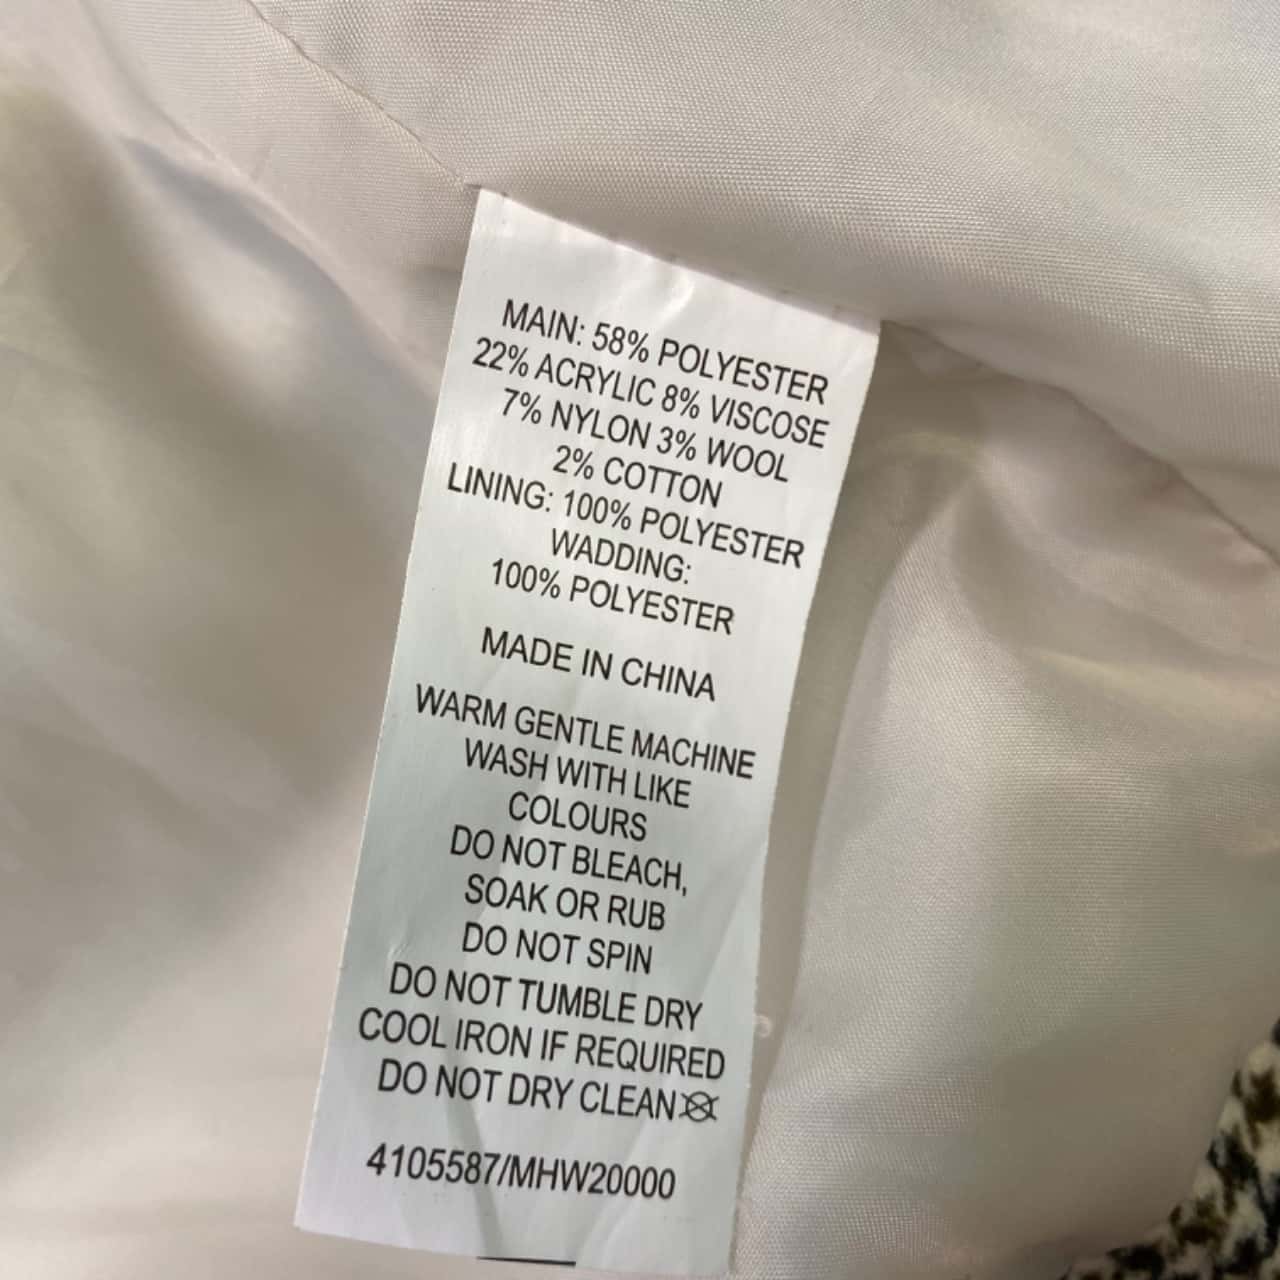 MAIN: 58% POLYESTER
22% ACRYLIC 8% VISCOSE
7% NYLON 3% WOOL
2% COTTON
LINING: 100% POLYESTER
WADDING:
100% POLYESTER
MADE IN CHINA
WARM GENTLE MACHINE
WASH WITH LIKE
COLOURS
DO NOT BLEACH,
SOAK OR RUB
DO NOT SPIN
DO NOT TUMBLE DRY
COOL IRON IF REQUIRED
DO NOT DRY CLEAN
4105587/MHW20000